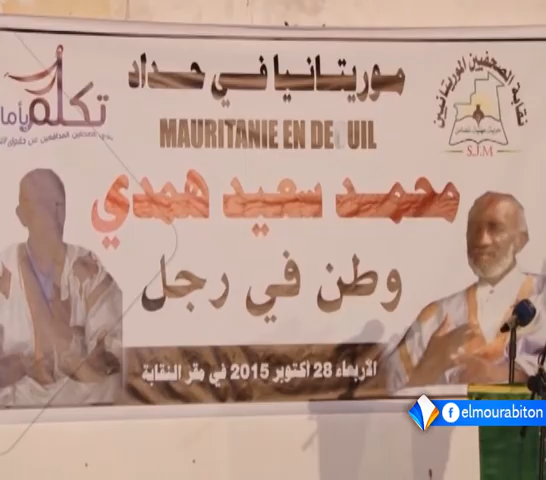 موريتانيا في حداد
MAURITANIE EN DEUIL
محمد سعيد همدي
وطن في رجل
الأربعاء 28 أكتوبر 2015 في مقر النقابة
تكلم بأما
نقابة الصحفيين الموريتانيين
S.J.M
elmourabiton